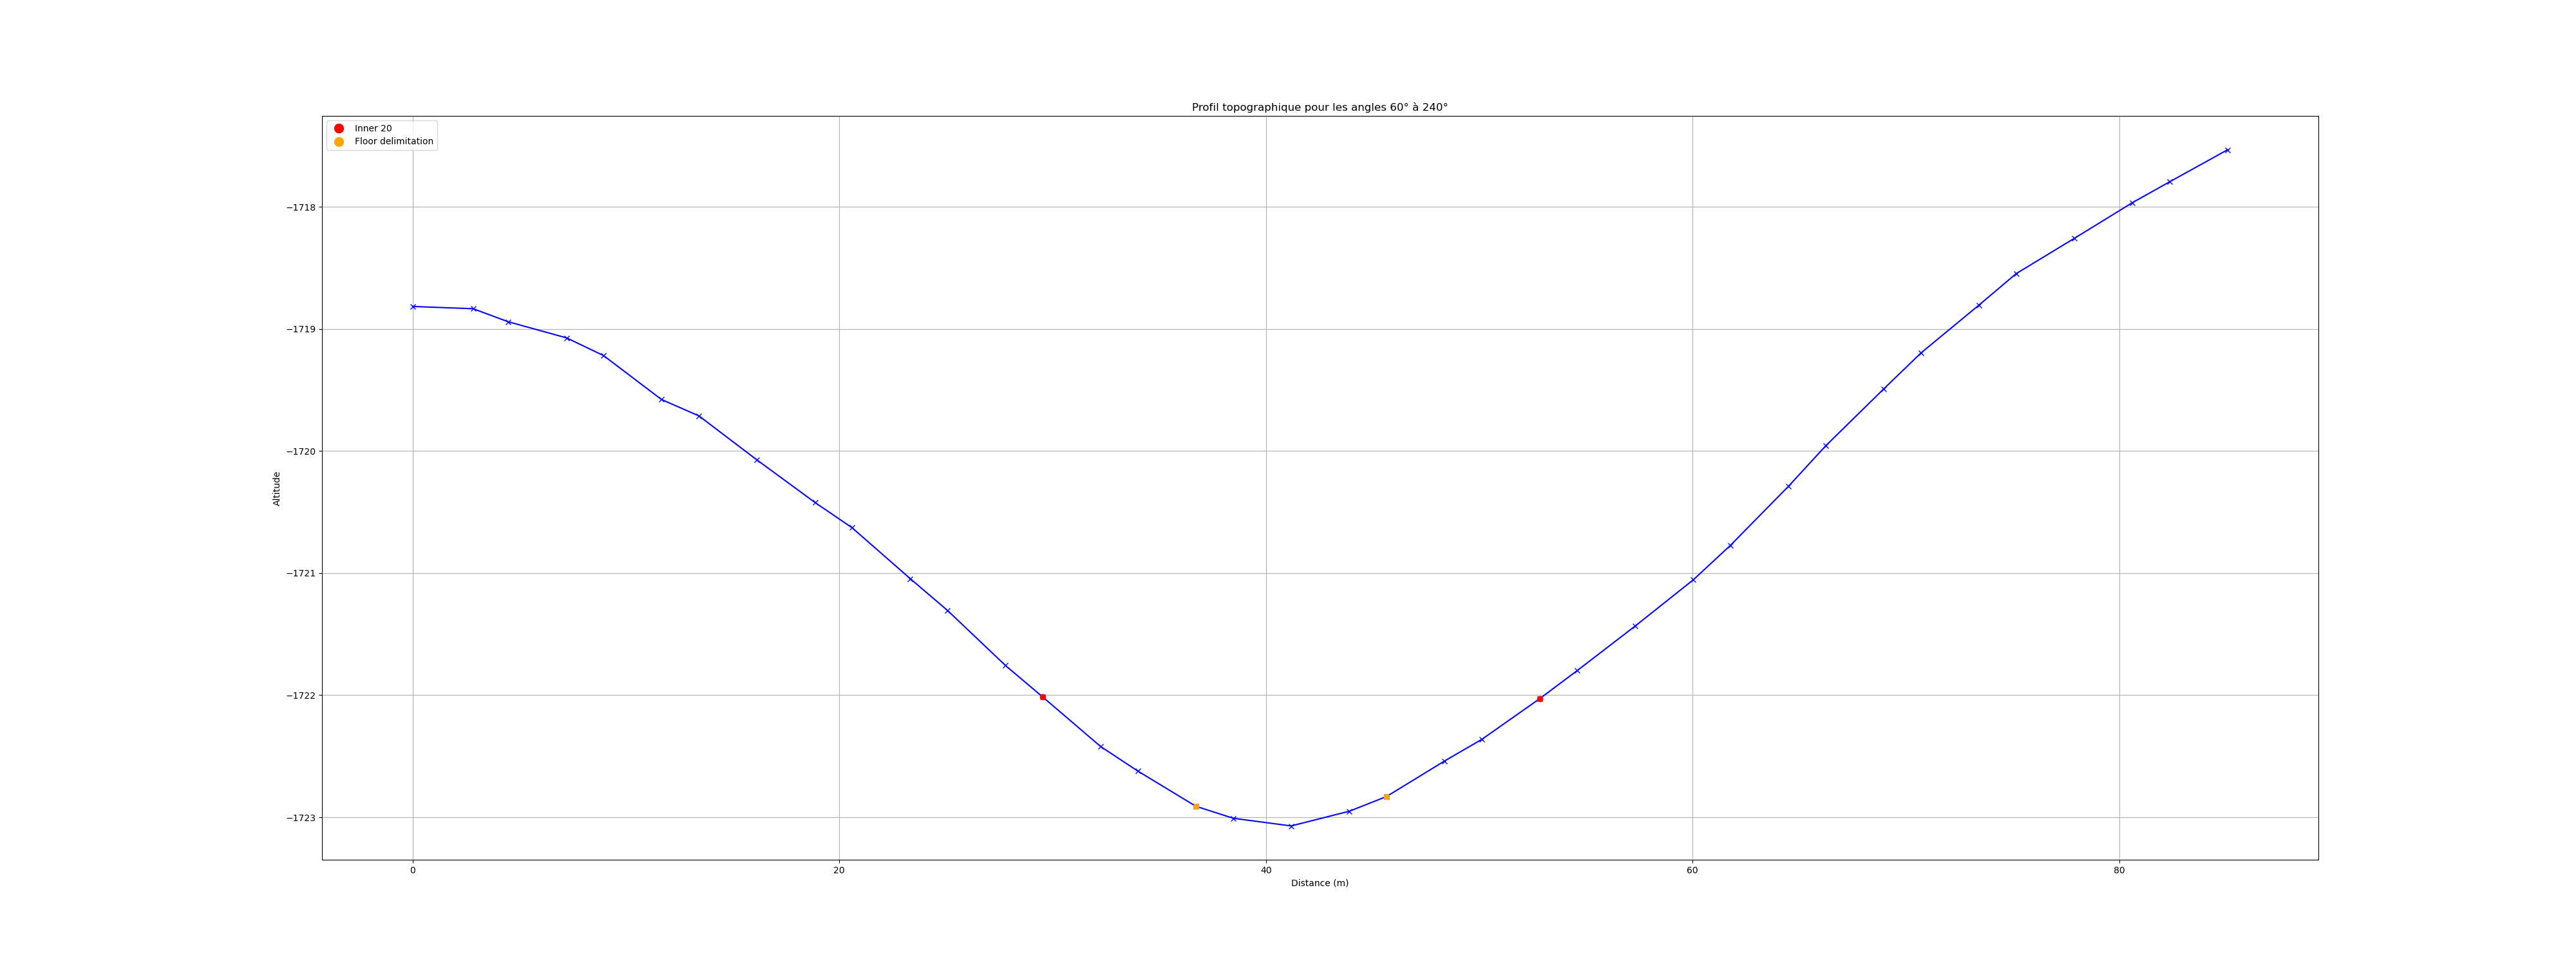 Profil topographique pour les angles 60° à 240°
Inner 20
Floor delimitation
−1718
−1719
−1720
−1721
−1722
−1723
Altitude
0 20 40 60 80
Distance (m)